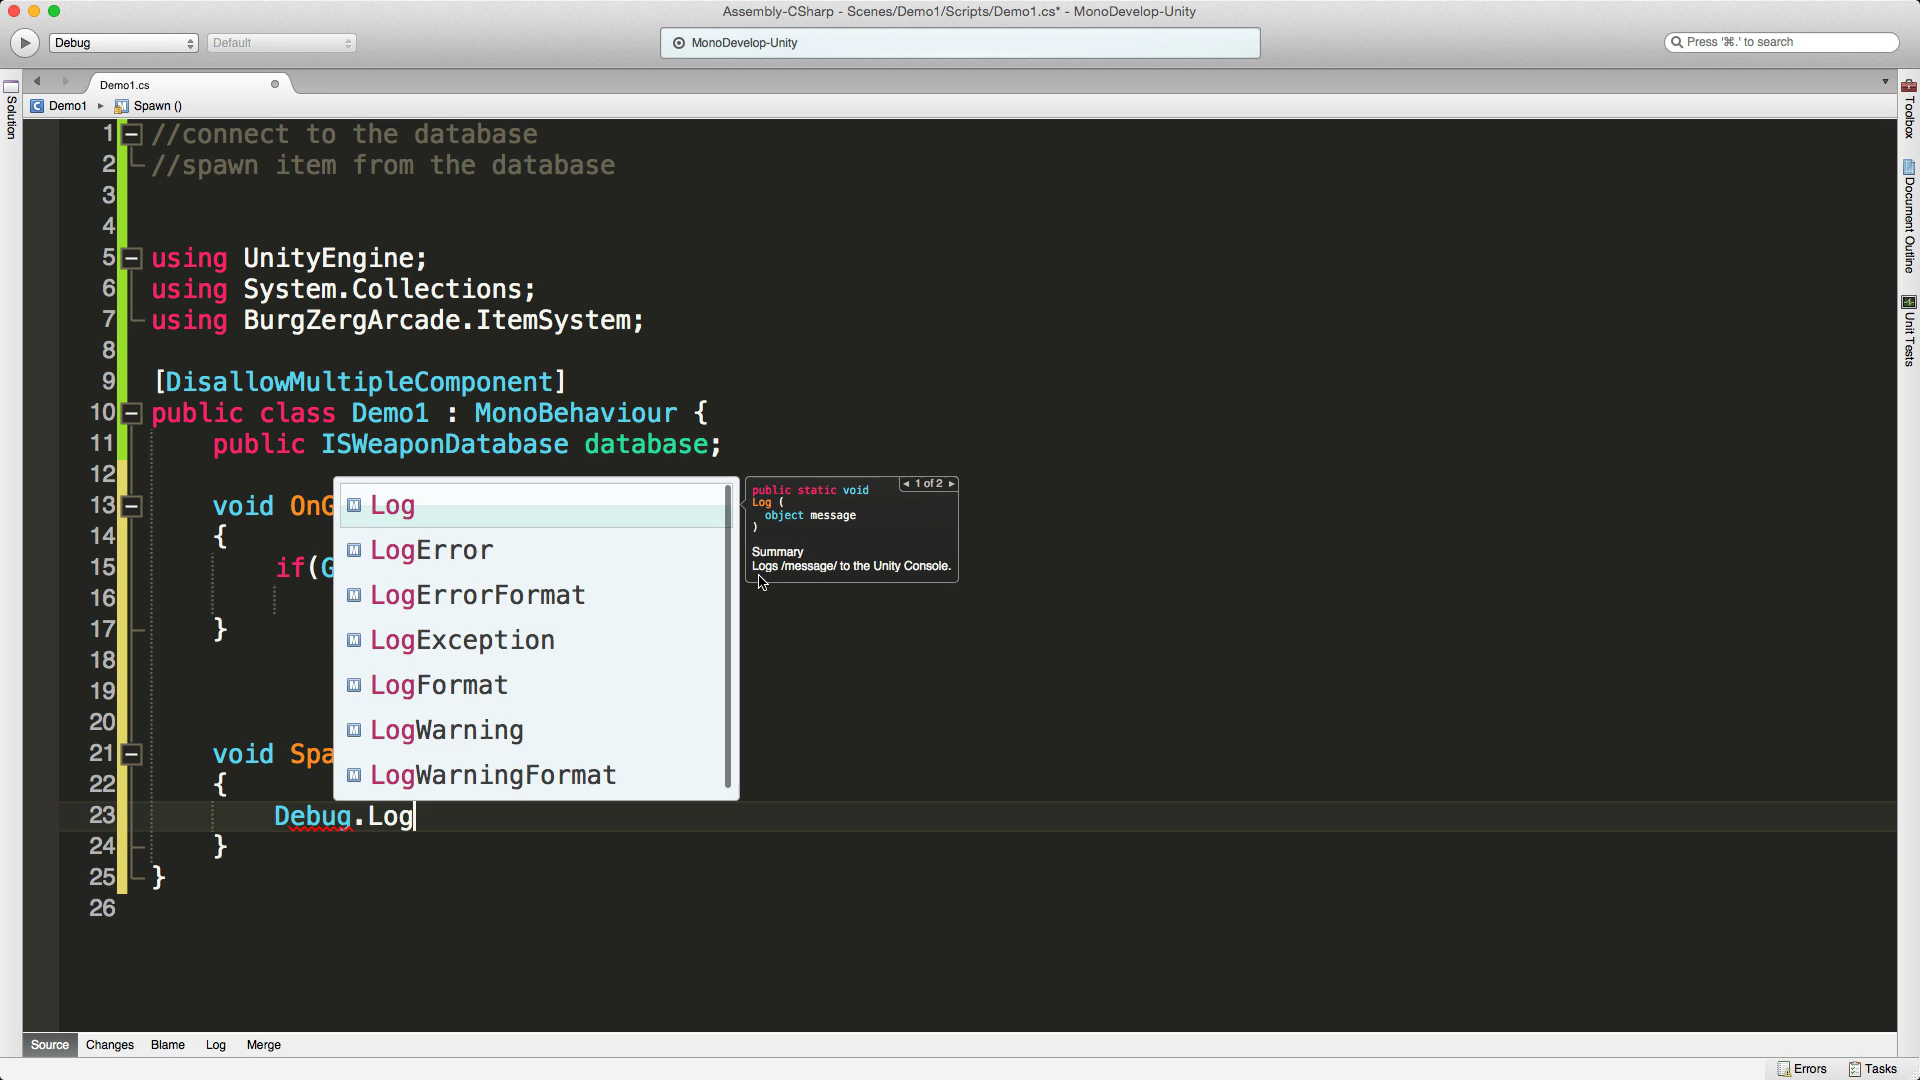 Assembly-CSharp - Scenes/Demo1/Scripts/Demo1.cs* - MonoDevelop-Unity
Debug
Default
MonoDevelop-Unity
Press '⌘.' to search
Demo1.cs
Demo1
Spawn ()
Solution
Toolbox
Document Outline
Unit Tests
1 //connect to the database
2 //spawn item from the database
3
4
5 using UnityEngine;
6 using System.Collections;
7 using BurgZergArcade.ItemSystem;
8
9 [DisallowMultipleComponent]
10 public class Demo1 : MonoBehaviour {
11 public ISWeaponDatabase database;
12
13 void OnG
14 {
15 if(G
16
17 }
18
19
20
21 void Spa
22 {
23 Debug.Log
24 }
25 }
26
Log
LogError
LogErrorFormat
LogException
LogFormat
LogWarning
LogWarningFormat
1 of 2
public static void
Log (
object message
)
Summary
Logs /message/ to the Unity Console.
Source
Changes
Blame
Log
Merge
Errors
Tasks